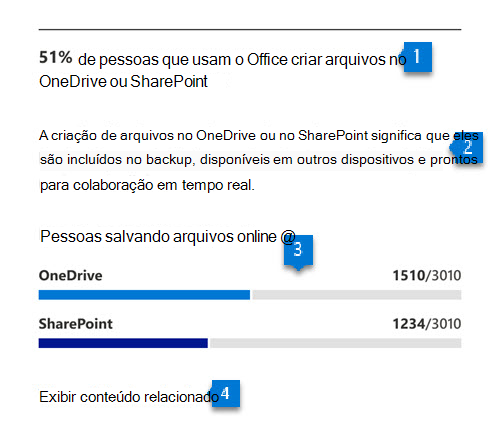 51% de pessoas que usam o Office criar arquivos no 1
OneDrive ou SharePoint
A criação de arquivos no OneDrive ou no SharePoint significa que eles
são incluídos no backup, disponíveis em outros dispositivos e prontos 2
para colaboração em tempo real.
Pessoas salvando arquivos online @
3
OneDrive 1510/3010
SharePoint 1234/3010
Exibir conteúdo relacionado 4